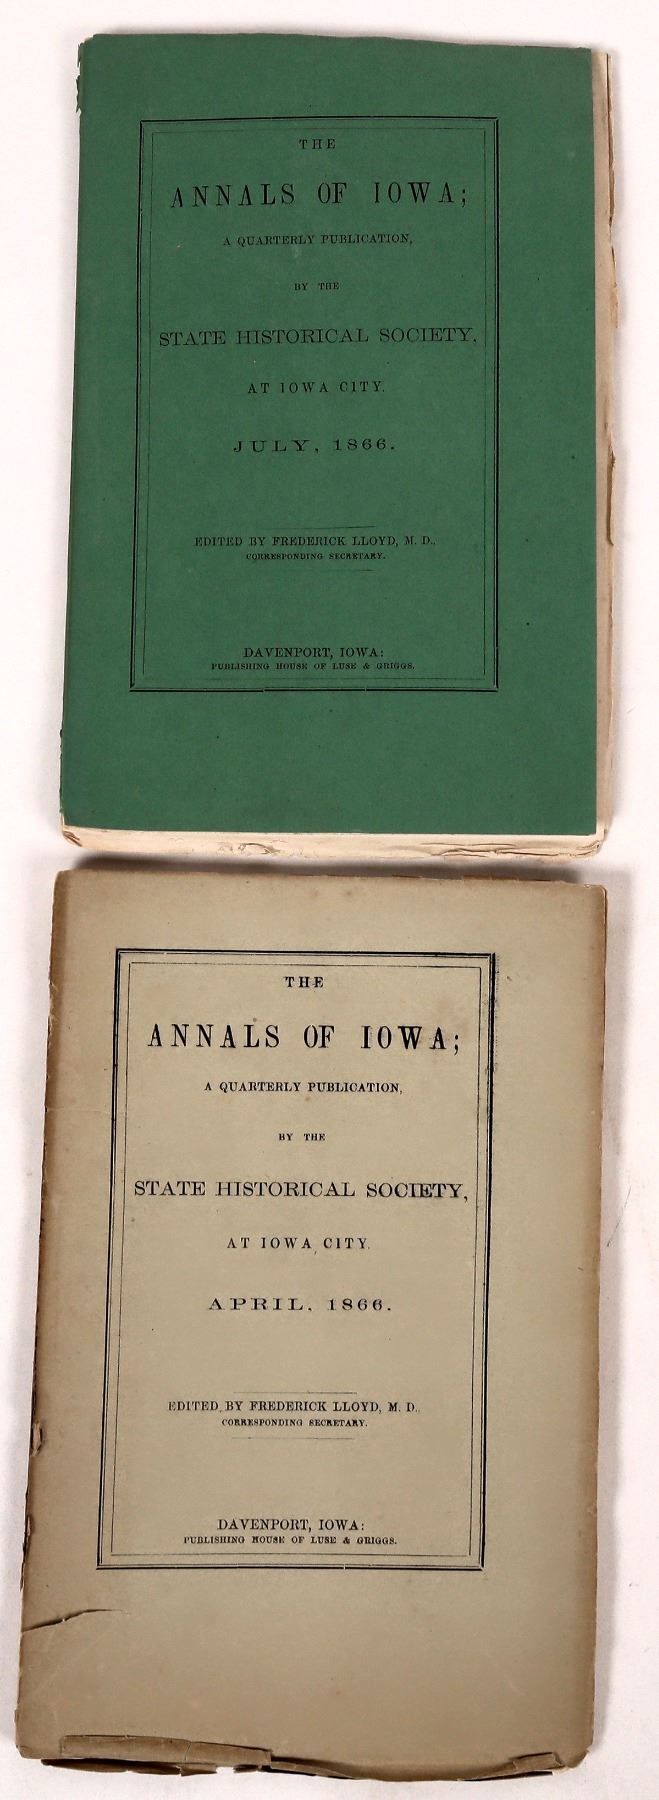 THE
ANNALS OF IOWA;
A QUARTERLY PUBLICATION,
BY THE
STATE HISTORICAL SOCIETY,
AT IOWA CITY.
JULY, 1866.
EDITED BY FREDERICK LLOYD, M. D.,
CORRESPONDING SECRETARY.
DAVENPORT, IOWA:
PUBLISHING HOUSE OF LUSE & GRIGGS.
THE
ANNALS OF IOWA;
A QUARTERLY PUBLICATION,
BY THE
STATE HISTORICAL SOCIETY,
AT IOWA CITY.
APRIL, 1866.
EDITED BY FREDERICK LLOYD, M. D.,
CORRESPONDING SECRETARY.
DAVENPORT, IOWA:
PUBLISHING HOUSE OF LUSE & GRIGGS.